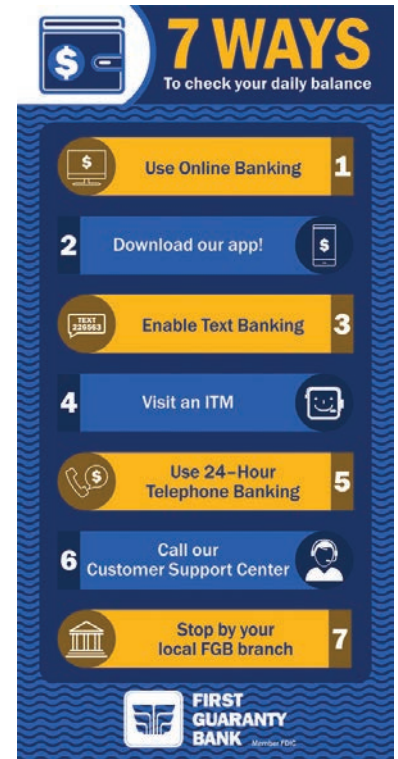 7 WAYS
To check your daily balance
$
Use Online Banking
1
2
Download our app!
$
TEXT
226563
Enable Text Banking
3
4
Visit an ITM
$
Use 24–Hour
Telephone Banking
5
6
Call our
Customer Support Center
Stop by your
local FGB branch
7
FIRST
GUARANTY
BANK Member FDIC